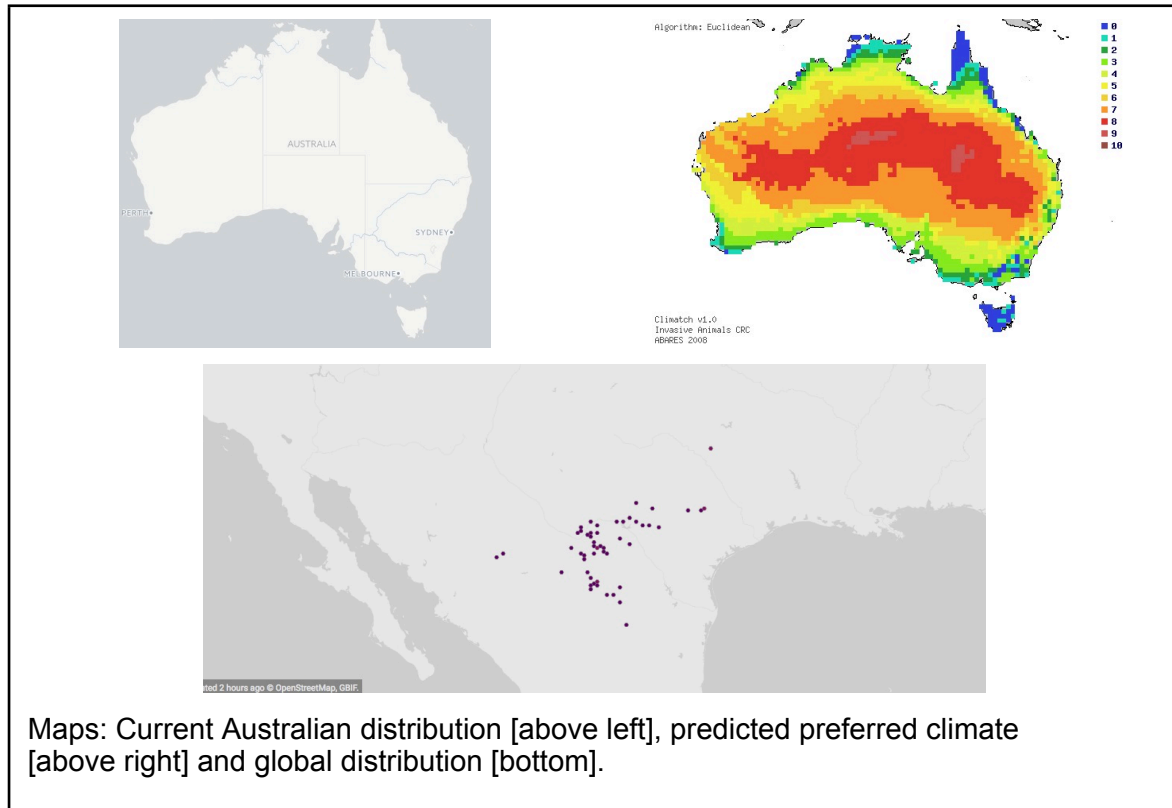 AUSTRALIA
PERTH
SYDNEY
MELBOURNE
Algorithm: Euclidean
0
1
2
3
4
5
6
7
8
9
10
Climatch v1.0
Invasive Animals CRC
ABARES 2008
ted 2 hours ago © OpenStreetMap, GBIF.
Maps: Current Australian distribution [above left], predicted preferred climate
[above right] and global distribution [bottom].